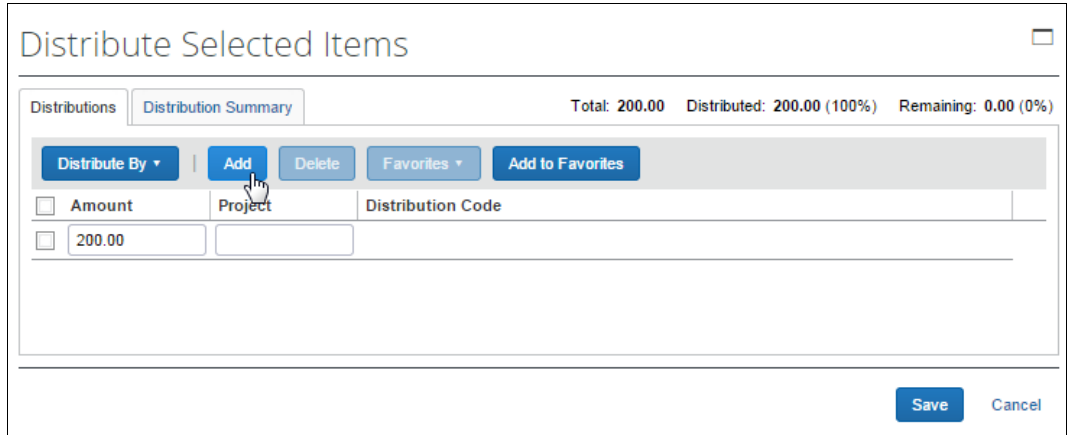 Distribute Selected Items
Distributions Distribution Summary Total: 200.00 Distributed: 200.00 (100%) Remaining: 0.00 (0%)
Distribute By | Add Delete Favorites Add to Favorites
Amount Project Distribution Code
200.00
Save Cancel